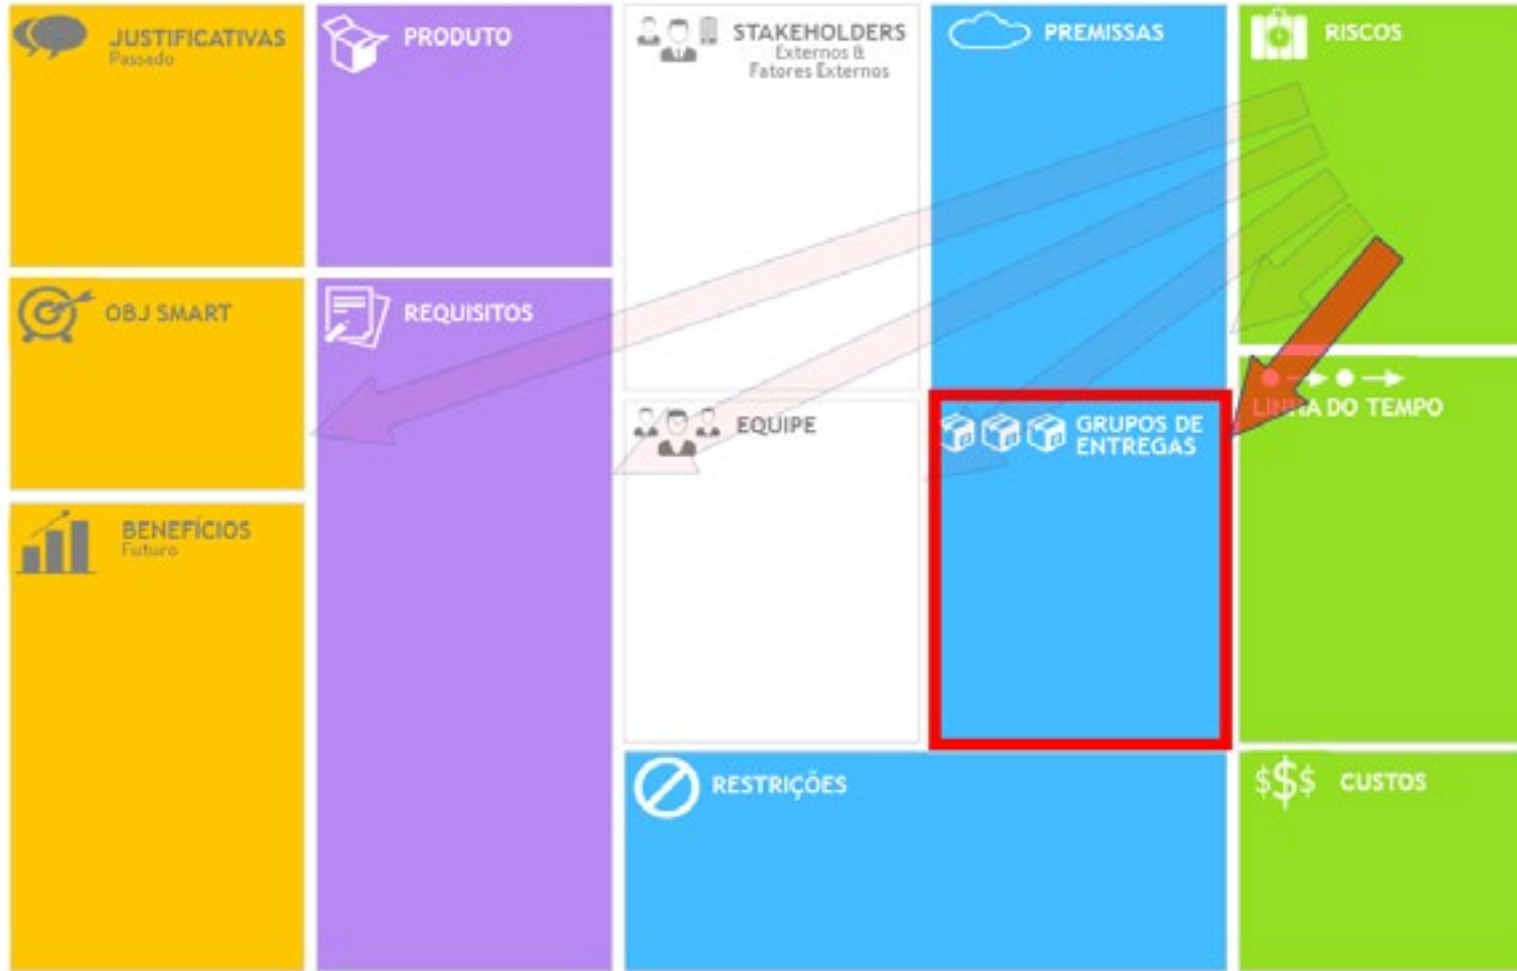 JUSTIFICATIVAS
Passado
PRODUTO
STAKEHOLDERS
Externos &
Fatores Externos
PREMISSAS
RISCOS
OBJ SMART
REQUISITOS
EQUIPE
GRUPOS DE
ENTREGAS
LINHA DO TEMPO
BENEFÍCIOS
Futuro
RESTRIÇÕES
$$$ CUSTOS